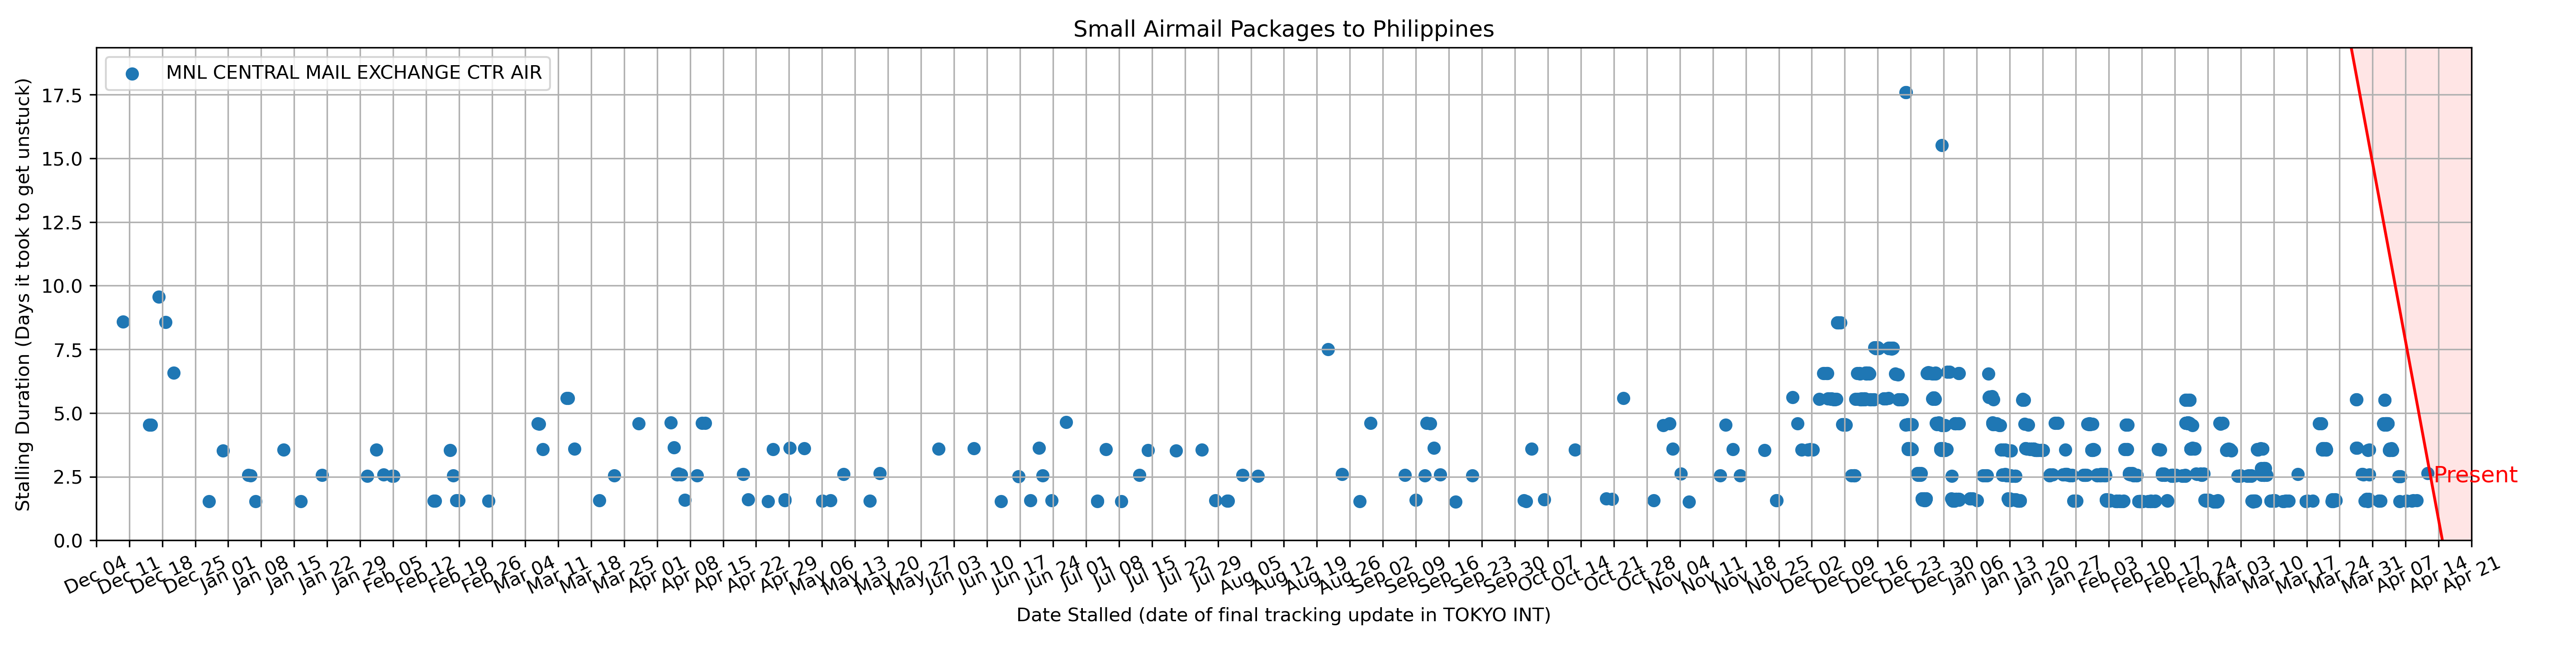 Small Airmail Packages to Philippines
MNL CENTRAL MAIL EXCHANGE CTR AIR
Stalling Duration (Days it took to get unstuck)
17.5
15.0
12.5
10.0
7.5
5.0
2.5
0.0
Present
Dec 04 Dec 11 Dec 18 Dec 25 Jan 01 Jan 08 Jan 15 Jan 22 Jan 29 Feb 05 Feb 12 Feb 19 Feb 26 Mar 04 Mar 11 Mar 18 Mar 25 Apr 01 Apr 08 Apr 15 Apr 22 Apr 29 May 06 May 13 May 20 May 27 Jun 03 Jun 10 Jun 17 Jun 24 Jul 01 Jul 08 Jul 15 Jul 22 Jul 29 Aug 05 Aug 12 Aug 19 Aug 26 Sep 02 Sep 09 Sep 16 Sep 23 Sep 30 Oct 07 Oct 14 Oct 21 Oct 28 Nov 04 Nov 11 Nov 18 Nov 25 Dec 02 Dec 09 Dec 16 Dec 23 Dec 30 Jan 06 Jan 13 Jan 20 Jan 27 Feb 03 Feb 10 Feb 17 Feb 24 Mar 03 Mar 10 Mar 17 Mar 24 Mar 31 Apr 07 Apr 14 Apr 21
Date Stalled (date of final tracking update in TOKYO INT)